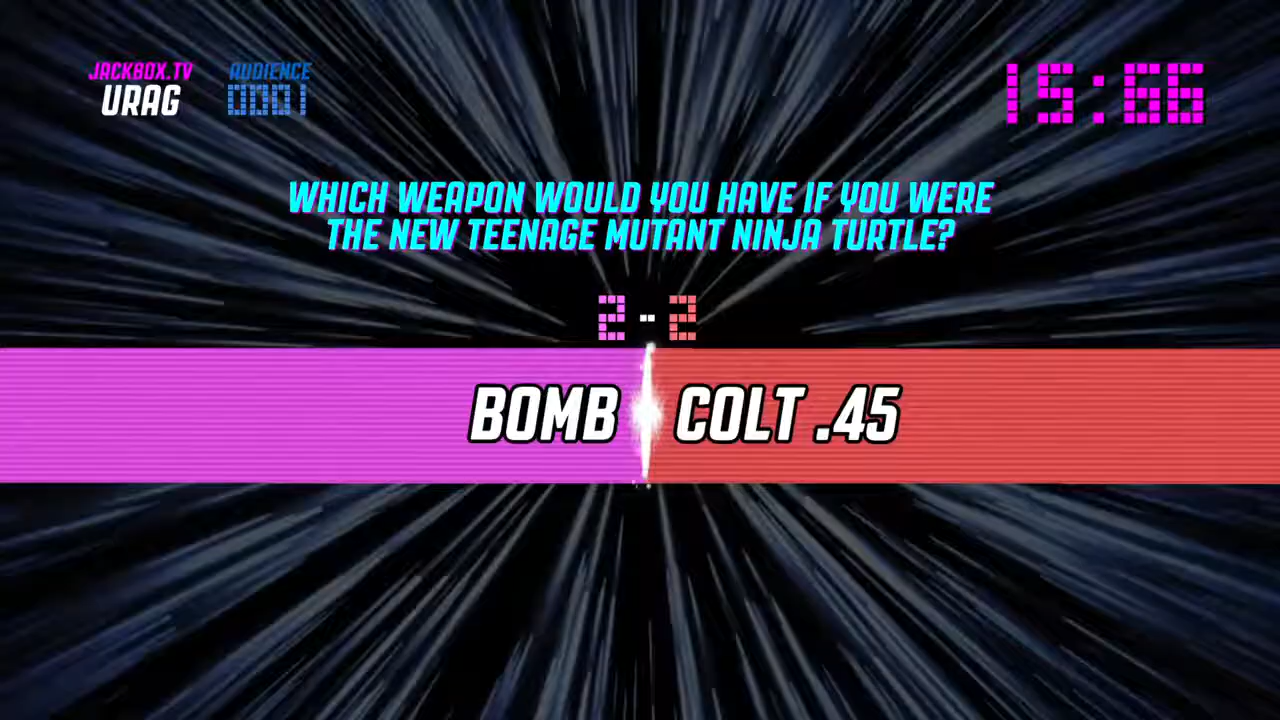 JACKBOX.TV
URAG
AUDIENCE
0001
15:66
WHICH WEAPON WOULD YOU HAVE IF YOU WERE
THE NEW TEENAGE MUTANT NINJA TURTLE?
2-2
BOMB
COLT .45